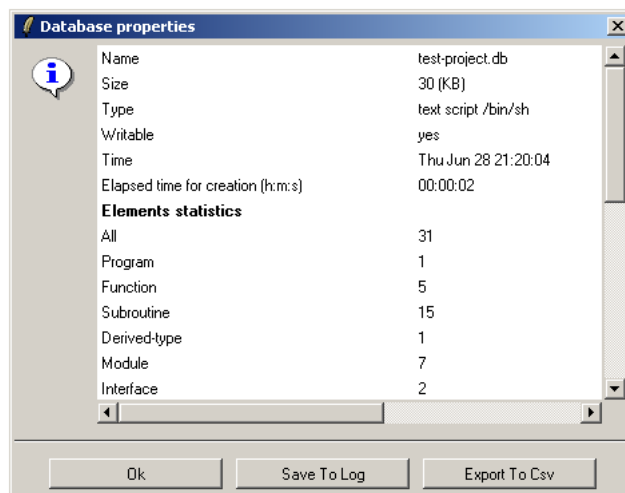 Database properties
Name test-project.db
Size 30 (KB)
Type text script /bin/sh
Writable yes
Time Thu Jun 28 21:20:04
Elapsed time for creation (h:m:s) 00:00:02
Elements statistics
All 31
Program 1
Function 5
Subroutine 15
Derived-type 1
Module 7
Interface 2
Ok Save To Log Export To Csv